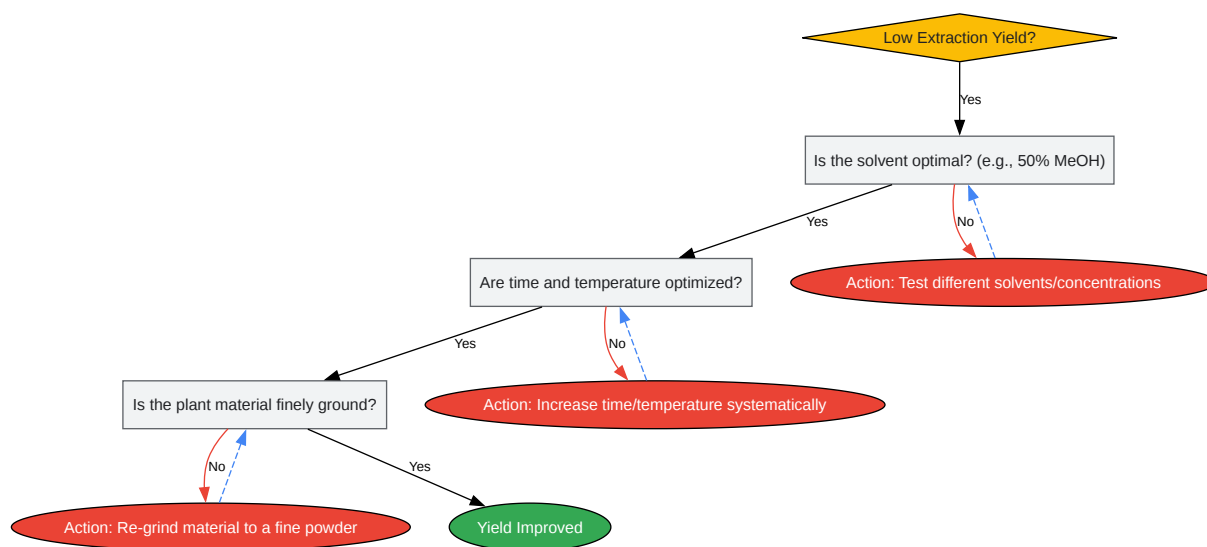 Low Extraction Yield?
Yes
Is the solvent optimal? (e.g., 50% MeOH)
Yes
No
Are time and temperature optimized?
Action: Test different solvents/concentrations
Yes
No
Is the plant material finely ground?
Action: Increase time/temperature systematically
No
Yes
Action: Re-grind material to a fine powder
Yield Improved